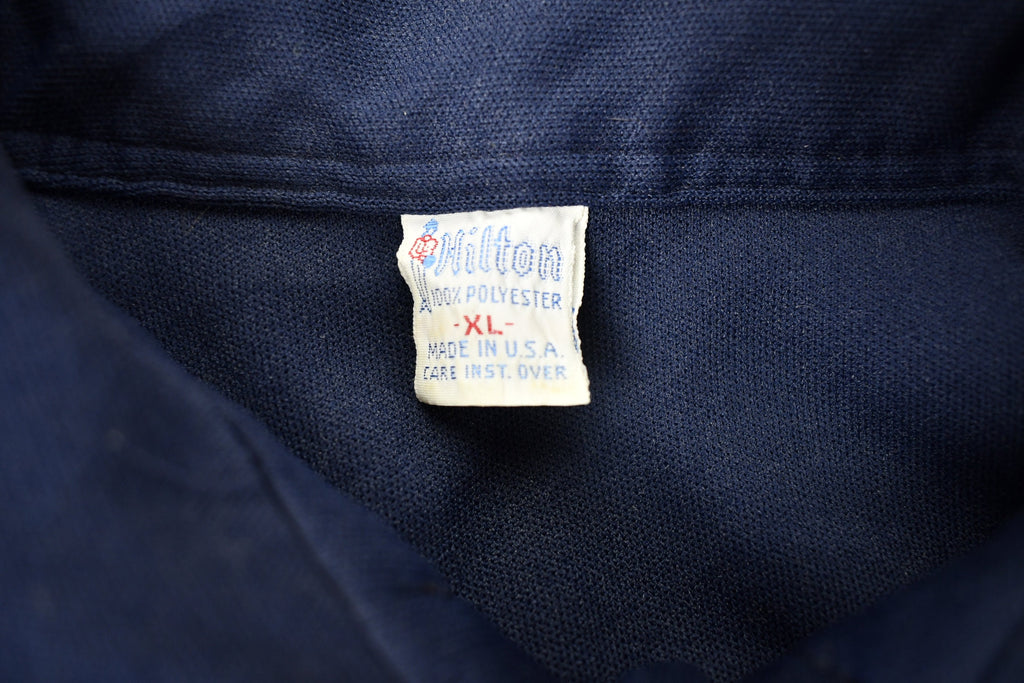 Hilton
100% POLYESTER
-XL-
MADE IN U.S.A.
CARE INST. OVER